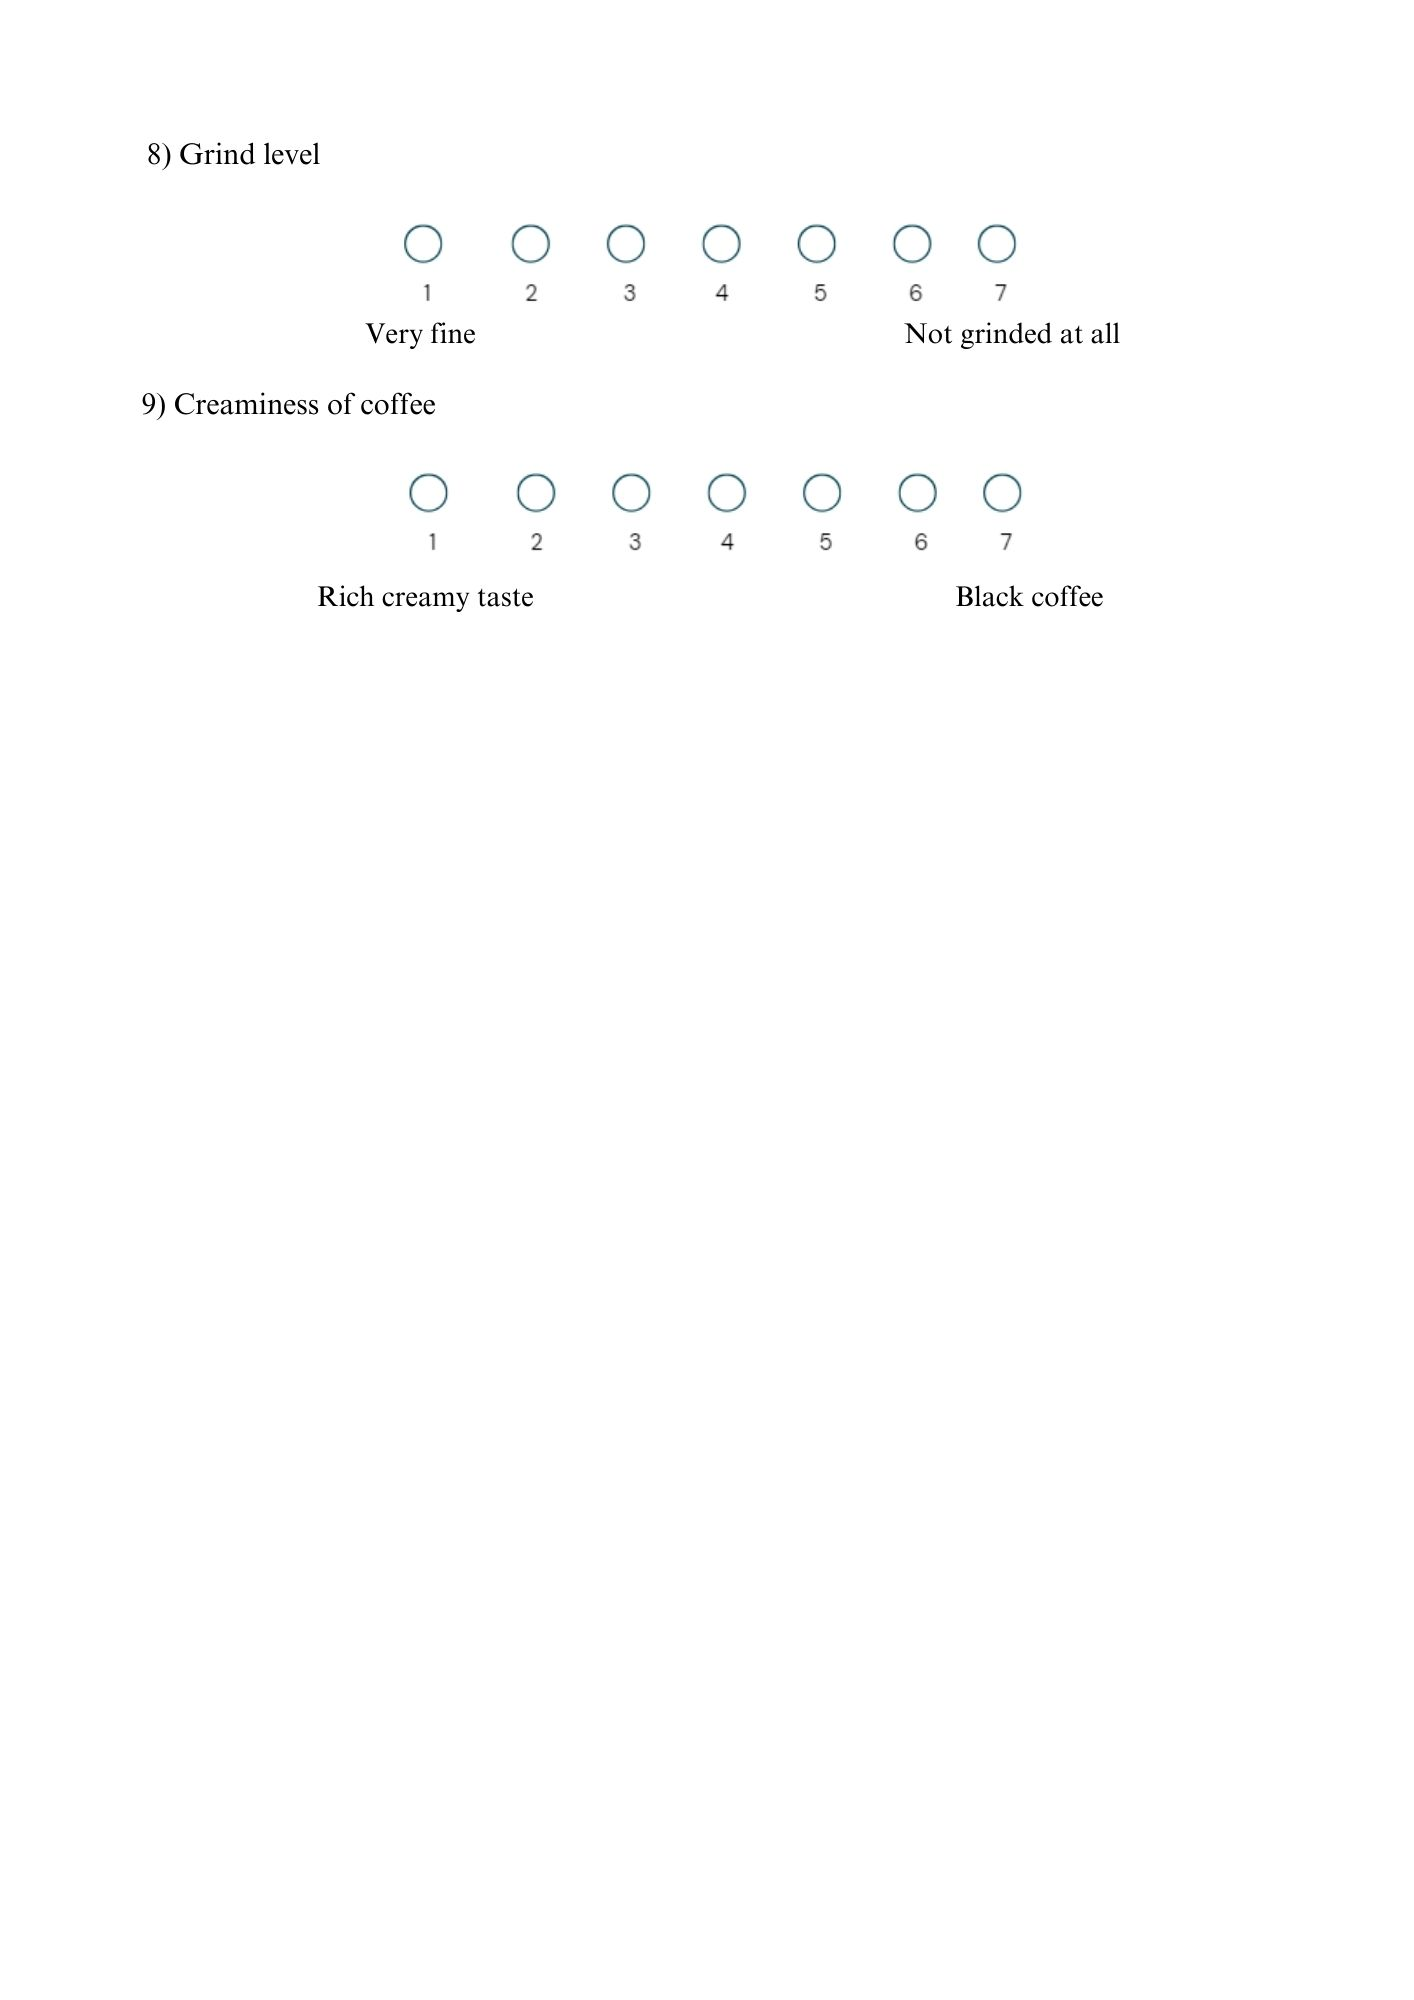 8) Grind level
1 2 3 4 5 6 7
Very fine Not grinded at all
9) Creaminess of coffee
1 2 3 4 5 6 7
Rich creamy taste Black coffee